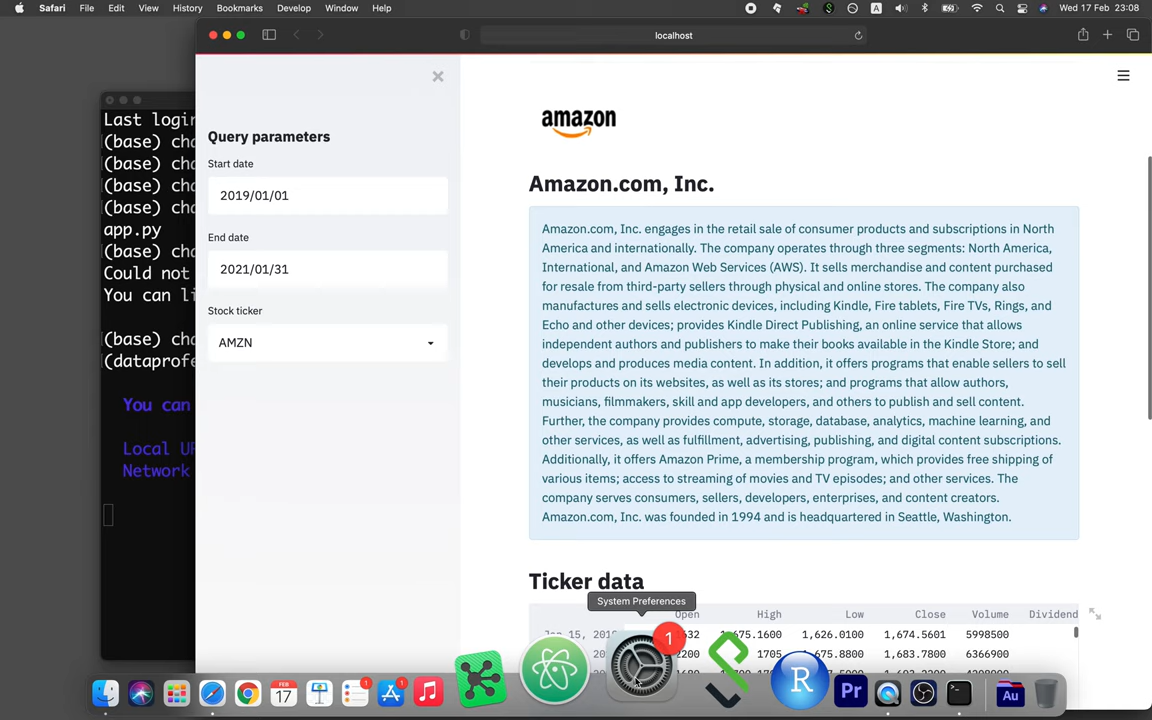 Safari File Edit View History Bookmarks Develop Window Help
A Wed 17 Feb 23:08
localhost
Last login
(base) cha
(base) cha
(base) cha
(base) cha
app.py
(base) cha
Could not
You can li
(base) cha
(dataprofe
You can
Local UR
Network
Query parameters
Start date
2019/01/01
End date
2021/01/31
Stock ticker
AMZN
amazon
Amazon.com, Inc.
Amazon.com, Inc. engages in the retail sale of consumer products and subscriptions in North
America and internationally. The company operates through three segments: North America,
International, and Amazon Web Services (AWS). It sells merchandise and content purchased
for resale from third-party sellers through physical and online stores. The company also
manufactures and sells electronic devices, including Kindle, Fire tablets, Fire TVs, Rings, and
Echo and other devices; provides Kindle Direct Publishing, an online service that allows
independent authors and publishers to make their books available in the Kindle Store; and
develops and produces media content. In addition, it offers programs that enable sellers to sell
their products on its websites, as well as its stores; and programs that allow authors,
musicians, filmmakers, skill and app developers, and others to publish and sell content.
Further, the company provides compute, storage, database, analytics, machine learning, and
other services, as well as fulfillment, advertising, publishing, and digital content subscriptions.
Additionally, it offers Amazon Prime, a membership program, which provides free shipping of
various items; access to streaming of movies and TV episodes; and other services. The
company serves consumers, sellers, developers, enterprises, and content creators.
Amazon.com, Inc. was founded in 1994 and is headquartered in Seattle, Washington.
Ticker data
System Preferences
Open High Low Close Volume Dividend
1,626.0100 1,674.5601 5998500
1705 1,675.8800 1,683.7800 6366900
1
FEB
17
1
1
R
Pr
Au